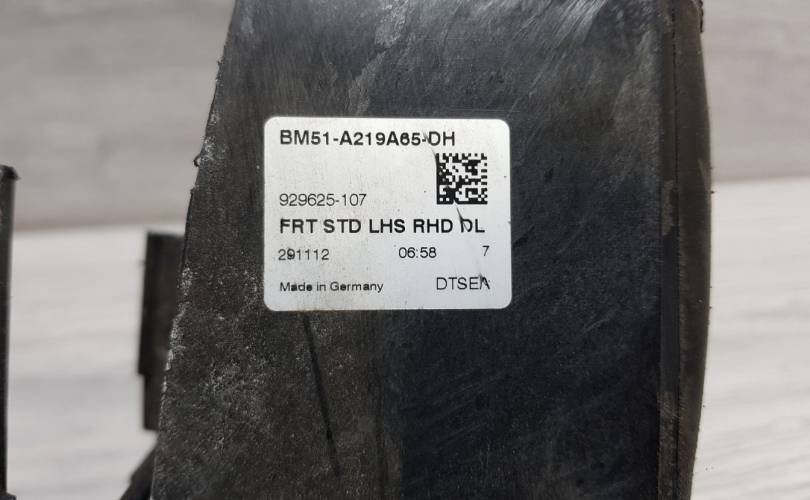 BM51-A219A65-DH
929625-107
FRT STD LHS RHD DL
291112 06:58 7
Made in Germany DTSEA